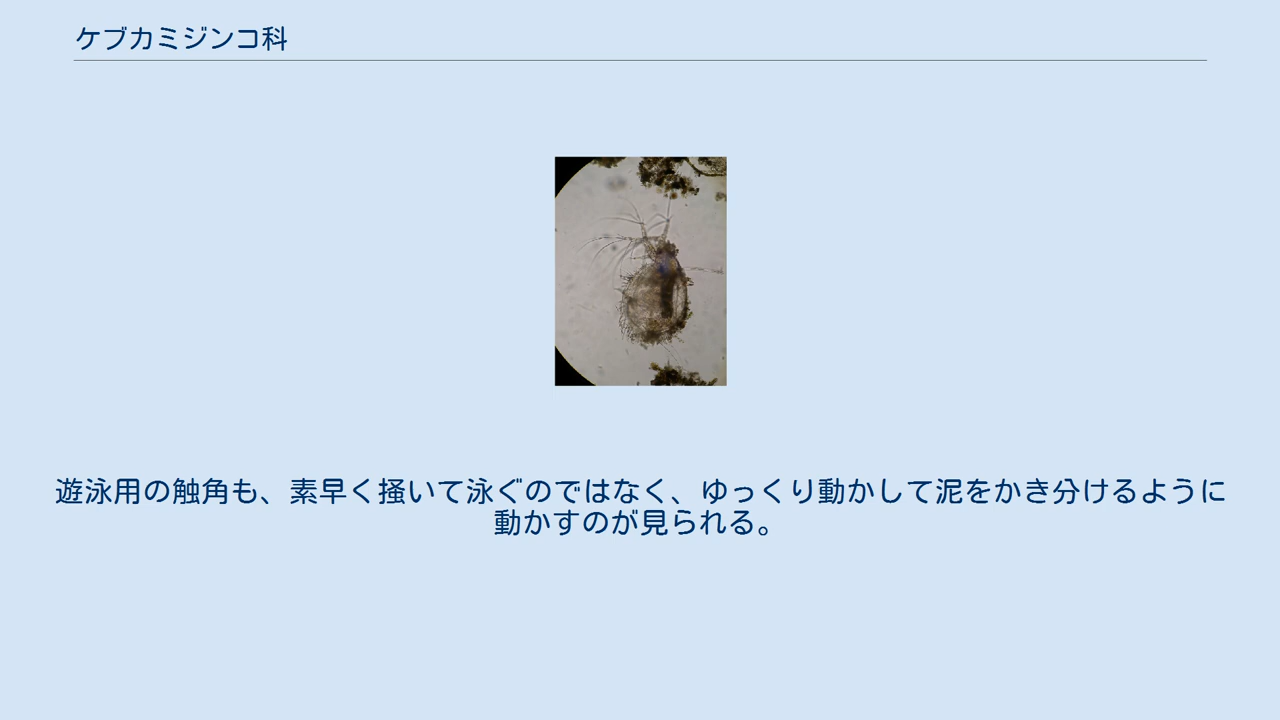 ケブカミジンコ科
遊泳用の触角も、素早く掻いて泳ぐのではなく、ゆっくり動かして泥をかき分けるように
動かすのが見られる。